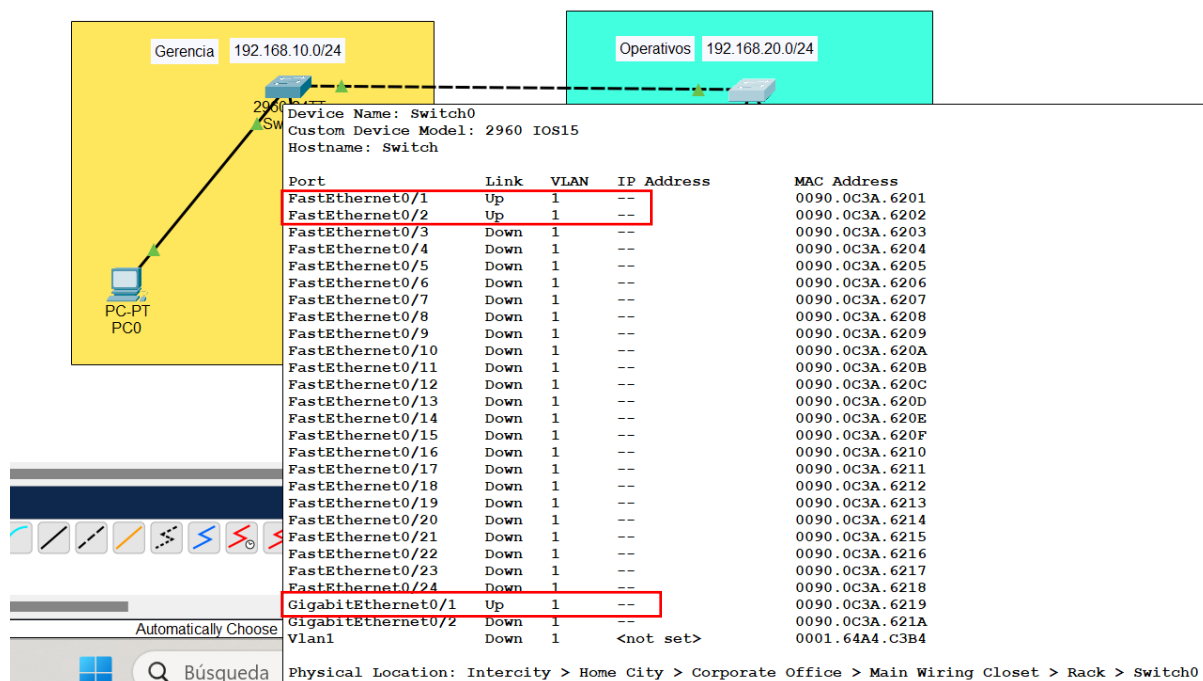 Gerencia 192.168.10.0/24
Operativos 192.168.20.0/24
Device Name: Switch0
Custom Device Model: 2960 IOS15
Hostname: Switch
Port Link VLAN IP Address MAC Address
FastEthernet0/1 Up 1 -- 0090.0C3A.6201
FastEthernet0/2 Up 1 -- 0090.0C3A.6202
FastEthernet0/3 Down 1 -- 0090.0C3A.6203
FastEthernet0/4 Down 1 -- 0090.0C3A.6204
FastEthernet0/5 Down 1 -- 0090.0C3A.6205
FastEthernet0/6 Down 1 -- 0090.0C3A.6206
FastEthernet0/7 Down 1 -- 0090.0C3A.6207
FastEthernet0/8 Down 1 -- 0090.0C3A.6208
FastEthernet0/9 Down 1 -- 0090.0C3A.6209
FastEthernet0/10 Down 1 -- 0090.0C3A.620A
FastEthernet0/11 Down 1 -- 0090.0C3A.620B
FastEthernet0/12 Down 1 -- 0090.0C3A.620C
FastEthernet0/13 Down 1 -- 0090.0C3A.620D
FastEthernet0/14 Down 1 -- 0090.0C3A.620E
FastEthernet0/15 Down 1 -- 0090.0C3A.620F
FastEthernet0/16 Down 1 -- 0090.0C3A.6210
FastEthernet0/17 Down 1 -- 0090.0C3A.6211
FastEthernet0/18 Down 1 -- 0090.0C3A.6212
FastEthernet0/19 Down 1 -- 0090.0C3A.6213
FastEthernet0/20 Down 1 -- 0090.0C3A.6214
FastEthernet0/21 Down 1 -- 0090.0C3A.6215
FastEthernet0/22 Down 1 -- 0090.0C3A.6216
FastEthernet0/23 Down 1 -- 0090.0C3A.6217
FastEthernet0/24 Down 1 -- 0090.0C3A.6218
GigabitEthernet0/1 Up 1 -- 0090.0C3A.6219
GigabitEthernet0/2 Down 1 -- 0090.0C3A.621A
Vlan1 Down 1 <not set> 0001.64A4.C3B4
Physical Location: Intercity > Home City > Corporate Office > Main Wiring Closet > Rack > Switch0
PC-PT
PC0
Automatically Choose
Búsqueda